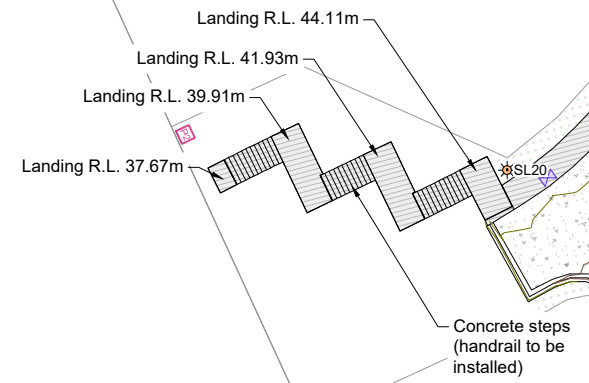 Landing R.L. 44.11m
Landing R.L. 41.93m
Landing R.L. 39.91m
Landing R.L. 37.67m
SL20
Concrete steps
(handrail to be
installed)